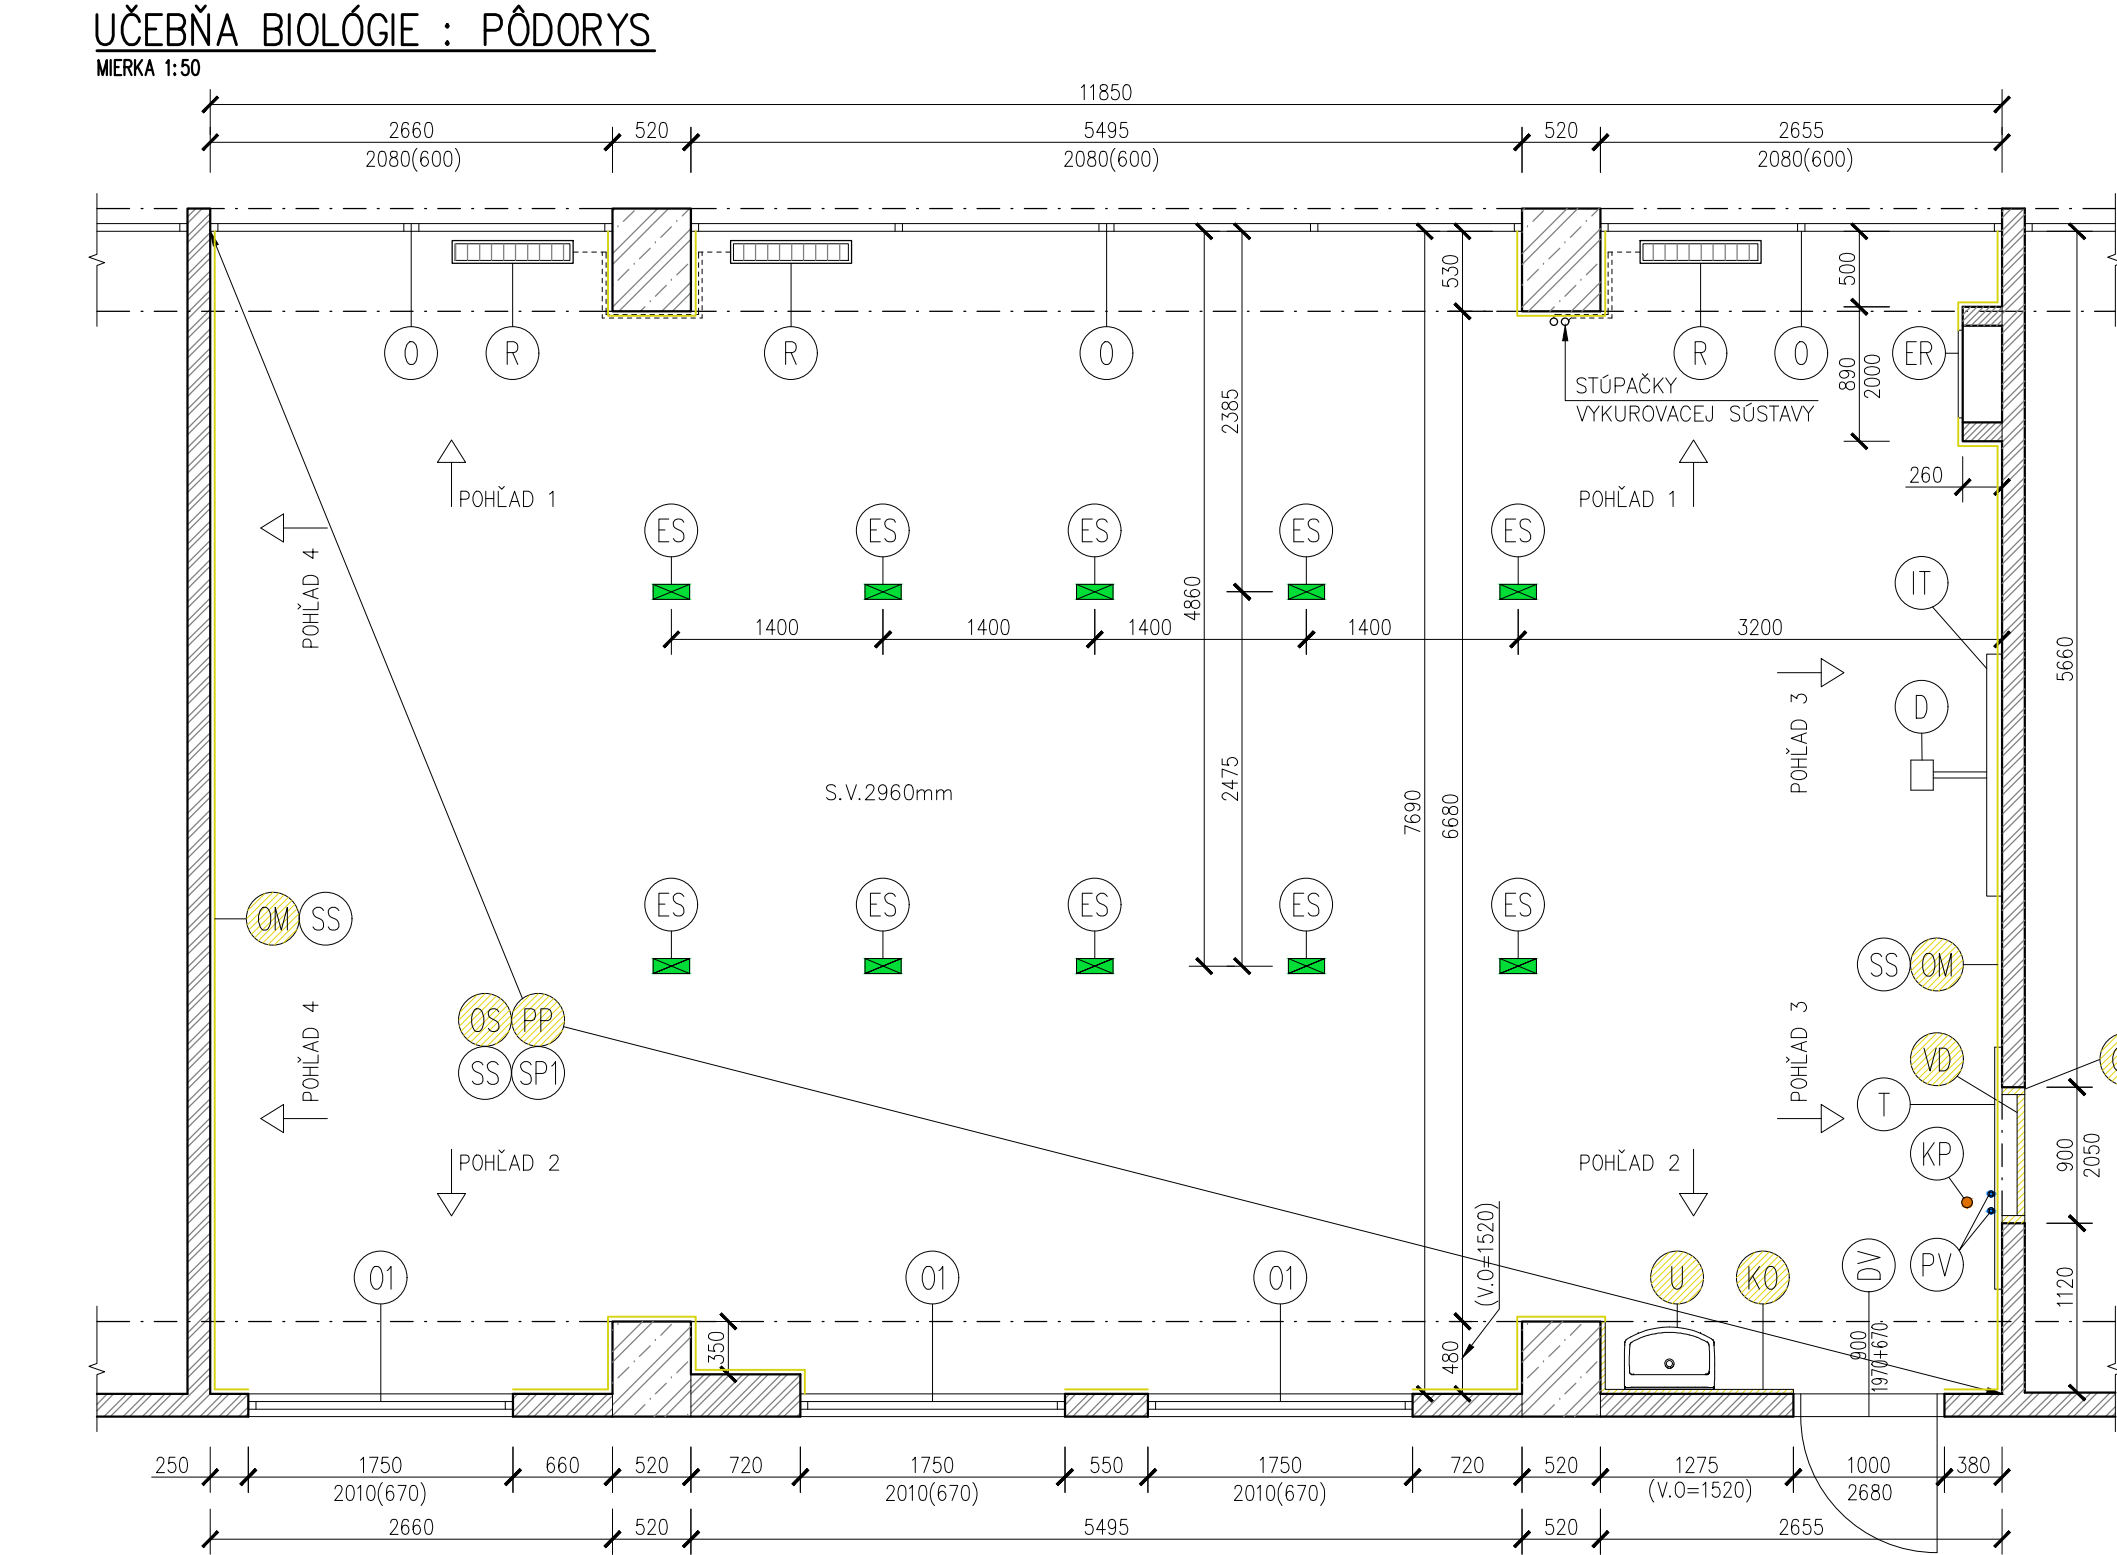 UČEBŇA BIOLÓGIE : PÔDORYS
MIERKA 1:50
11850
2660 520 5495 520 2655
2080(600) 2080(600) 2080(600)
530
500
O R R O R O ER
890
2000
2385
STÚPAČKY
VYKUROVACEJ SÚSTAVY
260
POHĽAD 1 POHĽAD 1
ES ES ES ES ES
POHĽAD 4
4860
IT
1400 1400 1400 1400 3200
5660
POHĽAD 3
D
2475
S.V.2960mm
7690
6680
ES ES ES ES ES
OM SS
SS OM
OS PP
SS SP1
POHĽAD 4
POHĽAD 3
VD
T
KP
900
2050
POHĽAD 2 POHĽAD 2
(V.O=1520)
O1 O1 O1 U KO DV PV
1120
350
480
900
1970+670
250 1750 660 520 720 1750 550 1750 720 520 1275 1000 380
2010(670) 2010(670) 2010(670) (V.O=1520) 2680
2660 520 5495 520 2655